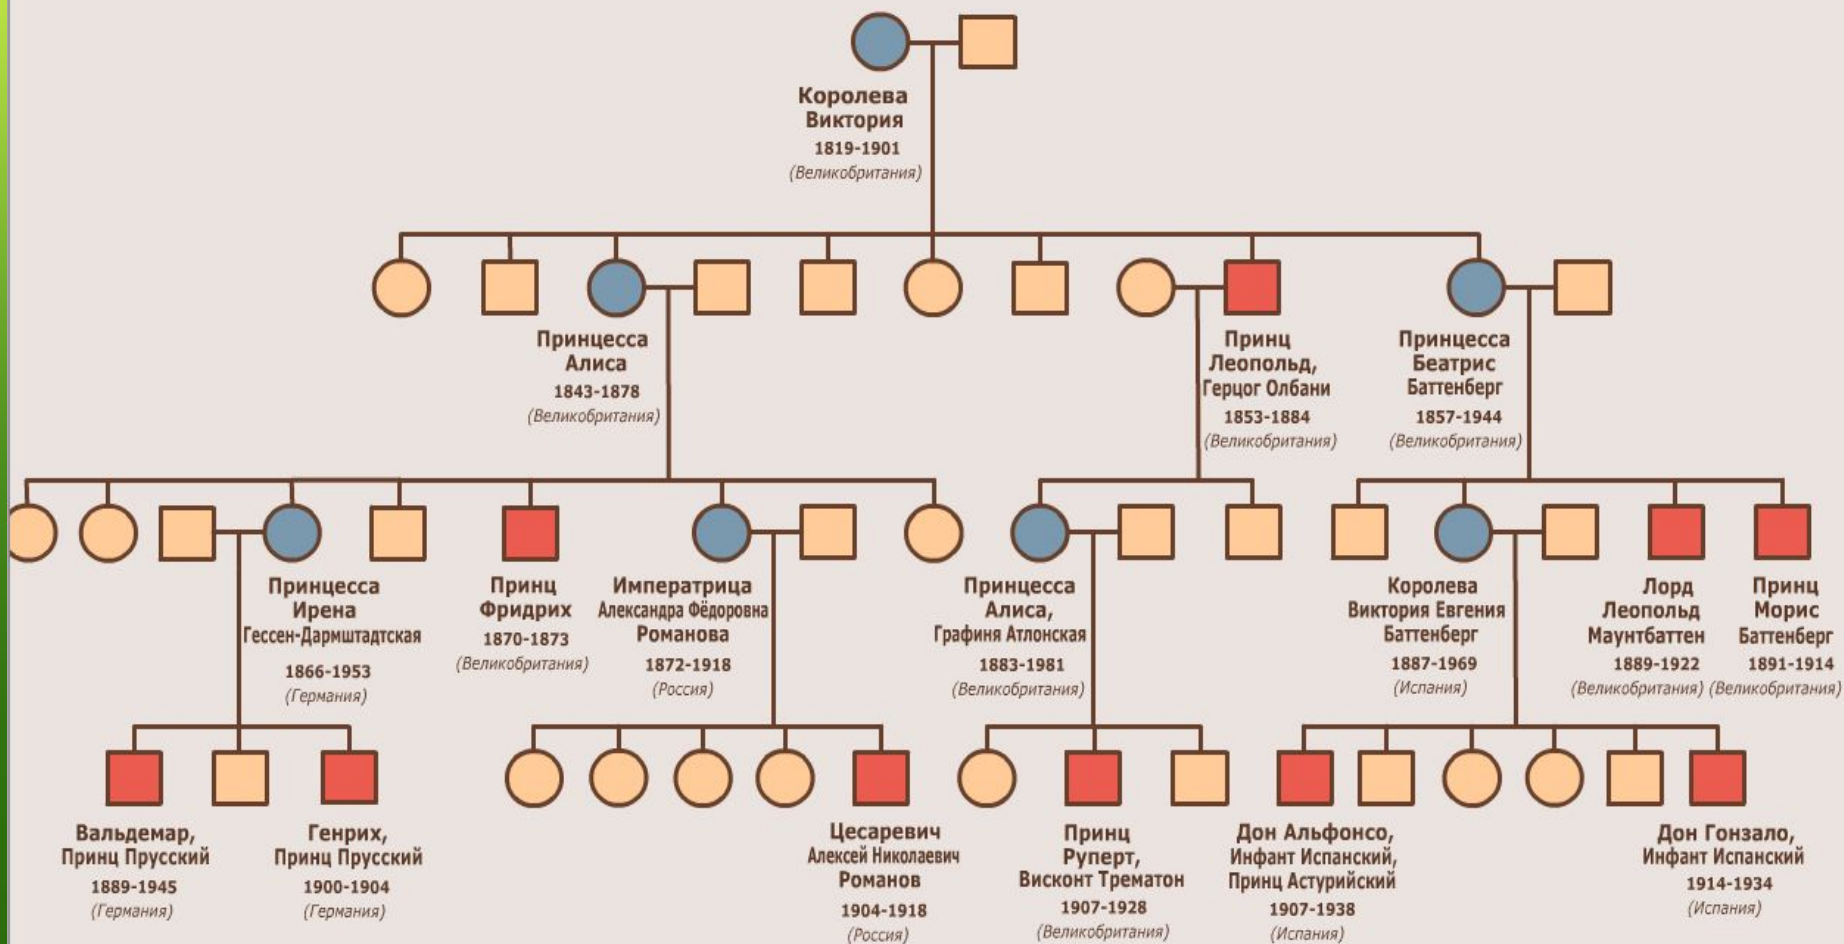 Королева
Виктория
1819-1901
(Великобритания)
Принцесса
Алиса
1843-1878
(Великобритания)
Принц
Леопольд,
Герцог Олбани
1853-1884
(Великобритания)
Принцесса
Беатрис
Баттенберг
1857-1944
(Великобритания)
Принцесса
Ирена
Гессен-Дармштадтская
1866-1953
(Германия)
Принц
Фридрих
1870-1873
(Великобритания)
Императрица
Александра Фёдоровна
Романова
1872-1918
(Россия)
Принцесса
Алиса,
Графиня Атлонская
1883-1981
(Великобритания)
Королева
Виктория Евгения
Баттенберг
1887-1969
(Испания)
Лорд
Леопольд
Маунтбаттен
1889-1922
(Великобритания)
Принц
Морис
Баттенберг
1891-1914
(Великобритания)
Вальдемар,
Принц Прусский
1889-1945
(Германия)
Генрих,
Принц Прусский
1900-1904
(Германия)
Цесаревич
Алексей Николаевич
Романов
1904-1918
(Россия)
Принц
Руперт,
Висконт Трематон
1907-1928
(Великобритания)
Дон Альфонсо,
Инфант Испанский,
Принц Астурийский
1907-1938
(Испания)
Дон Гонзало,
Инфант Испанский
1914-1934
(Испания)